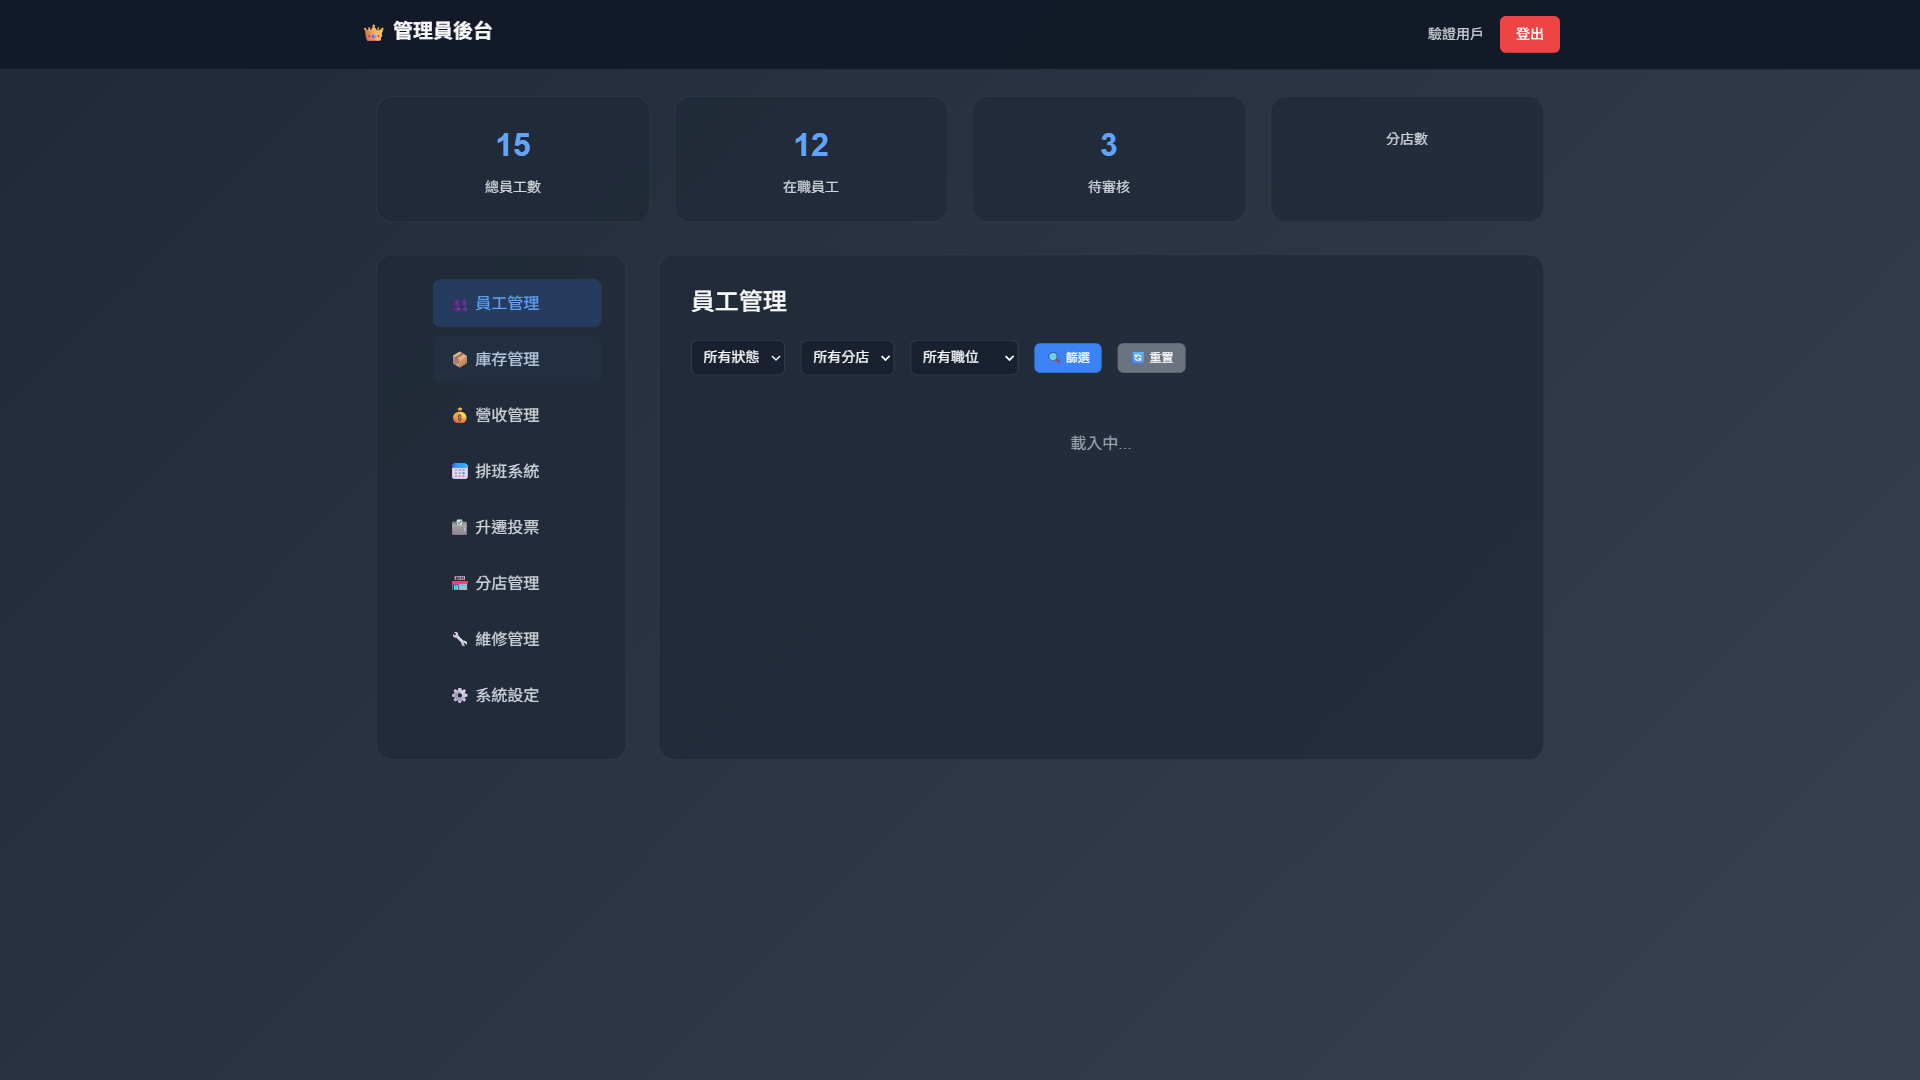 管理員後台
驗證用戶
登出
15
總員工數
12
在職員工
3
待審核
分店數
員工管理
庫存管理
營收管理
排班系統
升遷投票
分店管理
維修管理
系統設定
員工管理
所有狀態
所有分店
所有職位
篩選
重置
載入中...